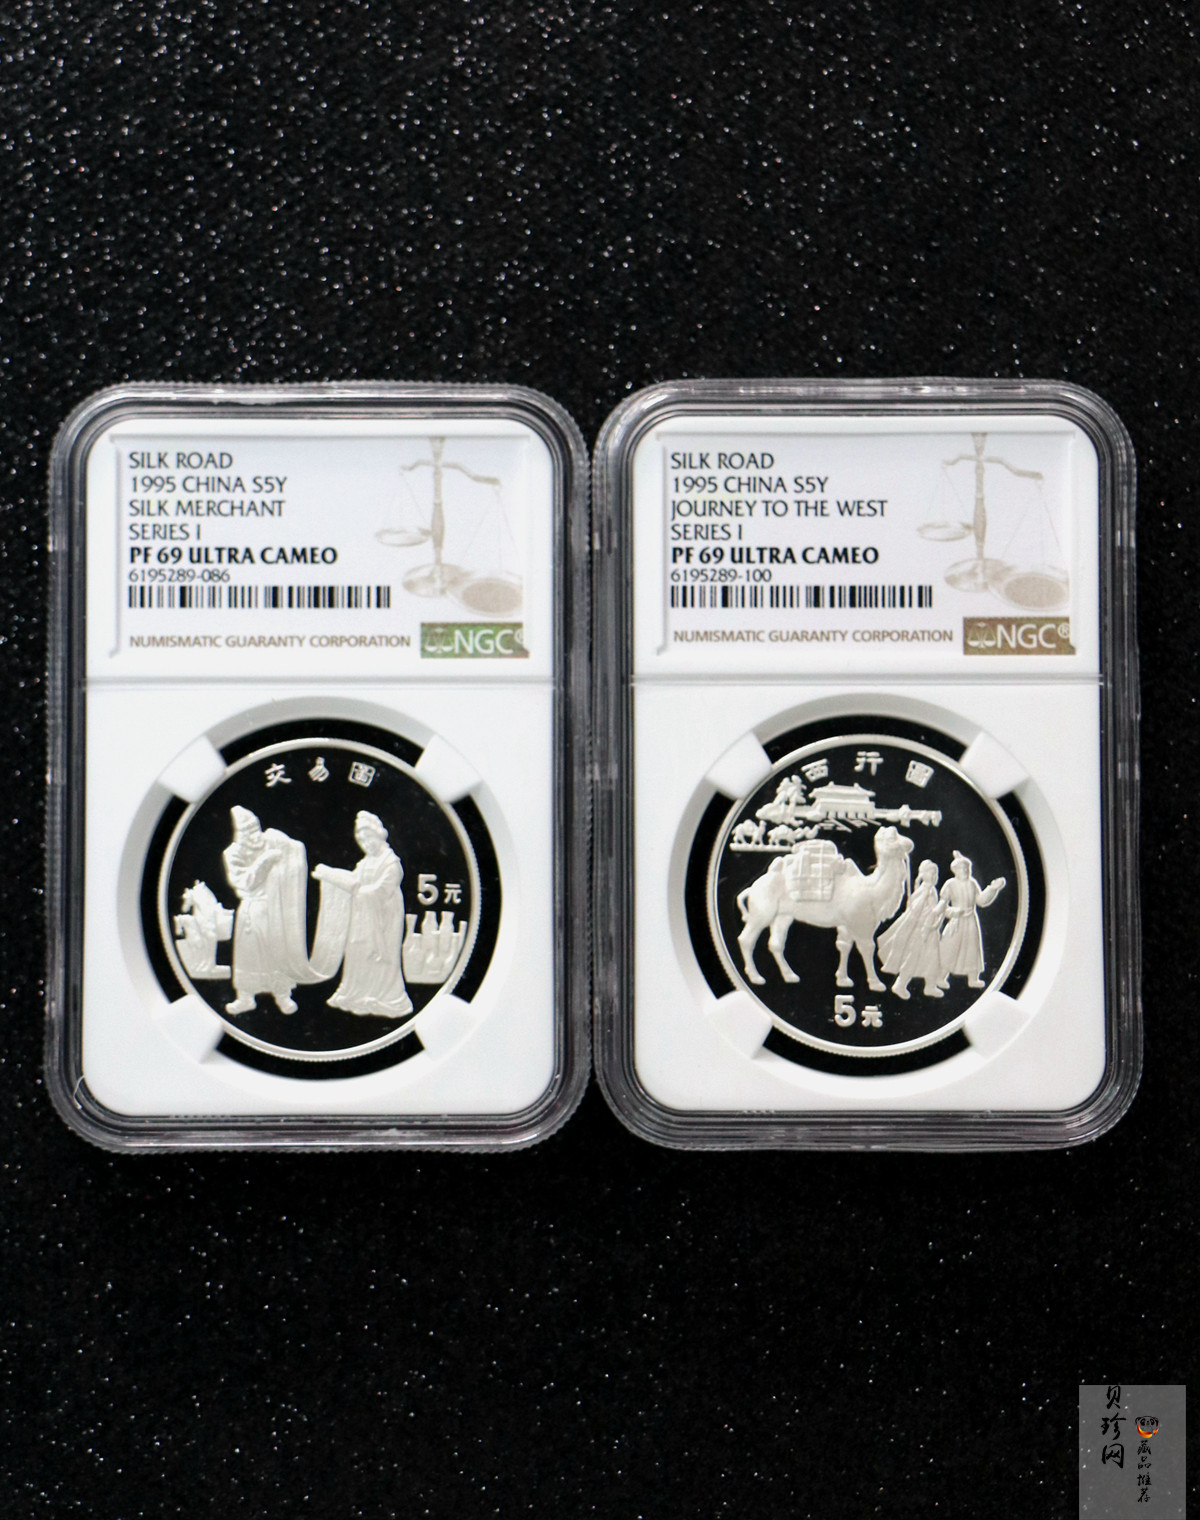 SILK ROAD
1995 CHINA S5Y
SILK MERCHANT
SERIES I
PF 69 ULTRA CAMEO
6195289-086
NUMISMATIC GUARANTY CORPORATION
NGC®
交易圖
5元
SILK ROAD
1995 CHINA S5Y
JOURNEY TO THE WEST
SERIES I
PF 69 ULTRA CAMEO
6195289-100
NUMISMATIC GUARANTY CORPORATION
NGC®
西行圖
5元
贝珍网
藏品推荐